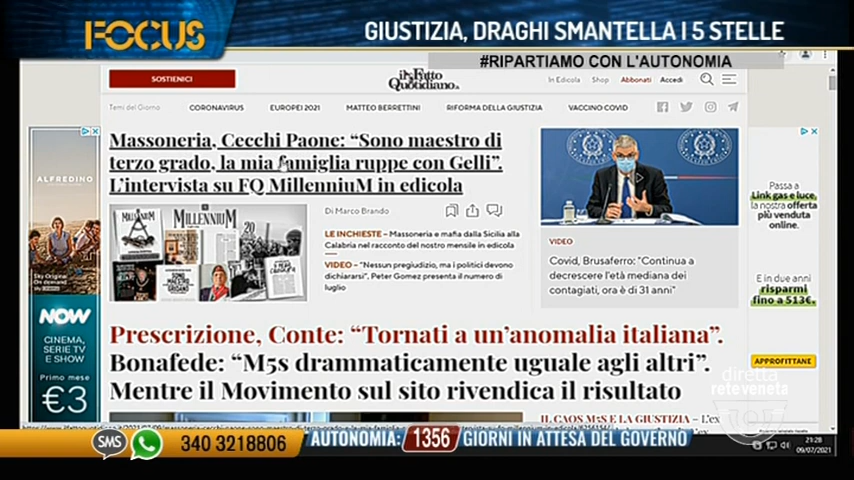 FOCUS
GIUSTIZIA, DRAGHI SMANTELLA I 5 STELLE
#RIPARTIAMO CON L'AUTONOMIA
SOSTIENICI
il Fatto Quotidiano.it
In Edicola Shop Abbonati Accedi
Temi del Giorno
CORONAVIRUS EUROPEI 2021 MATTEO BERRETTINI RIFORMA DELLA GIUSTIZIA VACCINO COVID
Massoneria, Cecchi Paone: “Sono maestro di
terzo grado, la mia famiglia ruppe con Gelli”.
L’intervista su FQ MillenniuM in edicola
MILLENNIUM
Di Marco Brando
LE INCHIESTE – Massoneria e mafia dalla Sicilia alla
Calabria nel racconto del nostro mensile in edicola
VIDEO – “Nessun pregiudizio, ma i politici devono
dichiararsi”, Peter Gomez presenta il numero di
luglio
VIDEO
Covid, Brusaferro: “Continua a
decrescere l’età mediana dei
contagiati, ora è di 31 anni”
ALFREDINO
Sky Original
On demand
NOW
CINEMA,
SERIE TV
E SHOW
Primo mese
€3
Passa a
Link gas e luce,
la nostra offerta
più venduta
online.
E in due anni
risparmi
fino a 513€.
APPROFITTANE
Prescrizione, Conte: “Tornati a un’anomalia italiana”.
Bonafede: “M5s drammaticamente uguale agli altri”.
Mentre il Movimento sul sito rivendica il risultato
IL CAOS M5S E LA GIUSTIZIA – L’ex
diretta
reteveneta
SMS
340 3218806
AUTONOMIA: 1356 GIORNI IN ATTESA DEL GOVERNO
21:28
09/07/2021